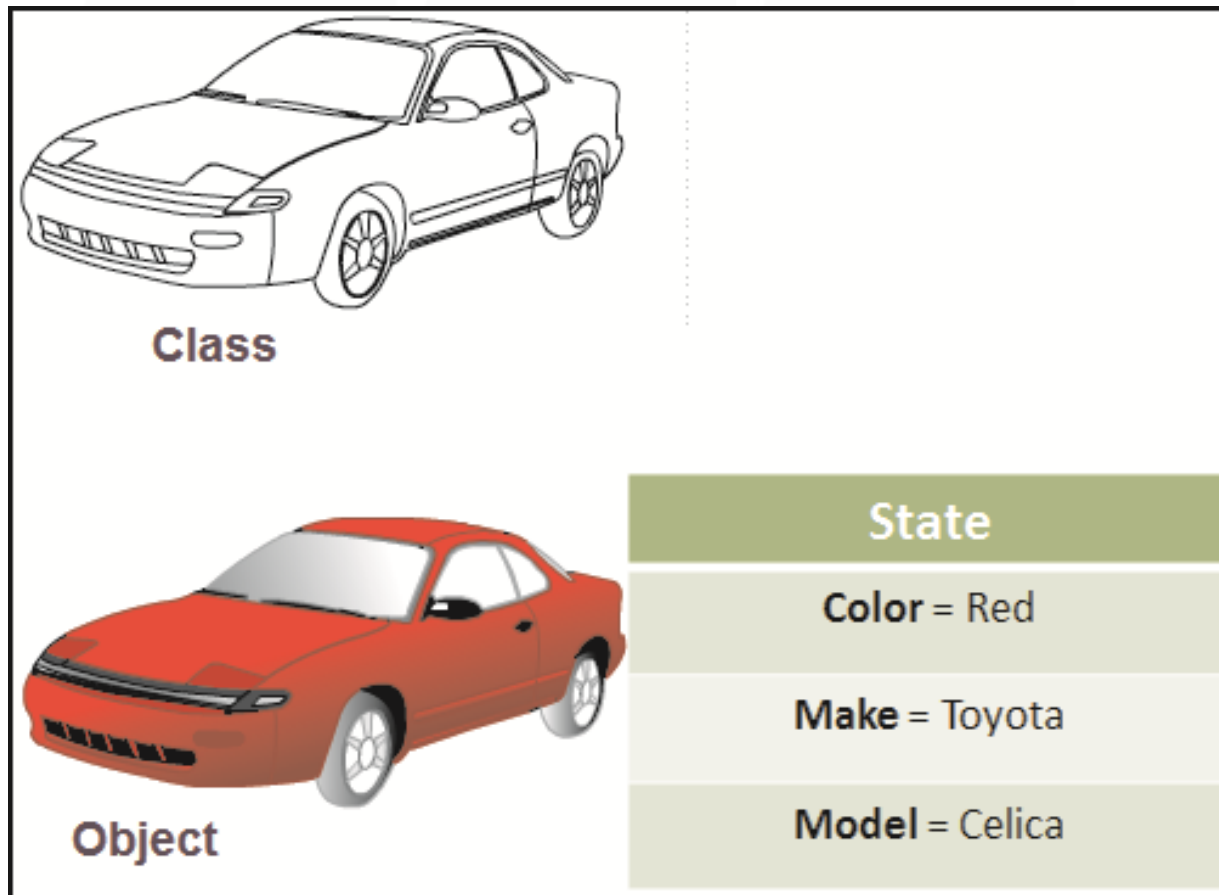 Class
State
Color = Red
Make = Toyota
Model = Celica
Object